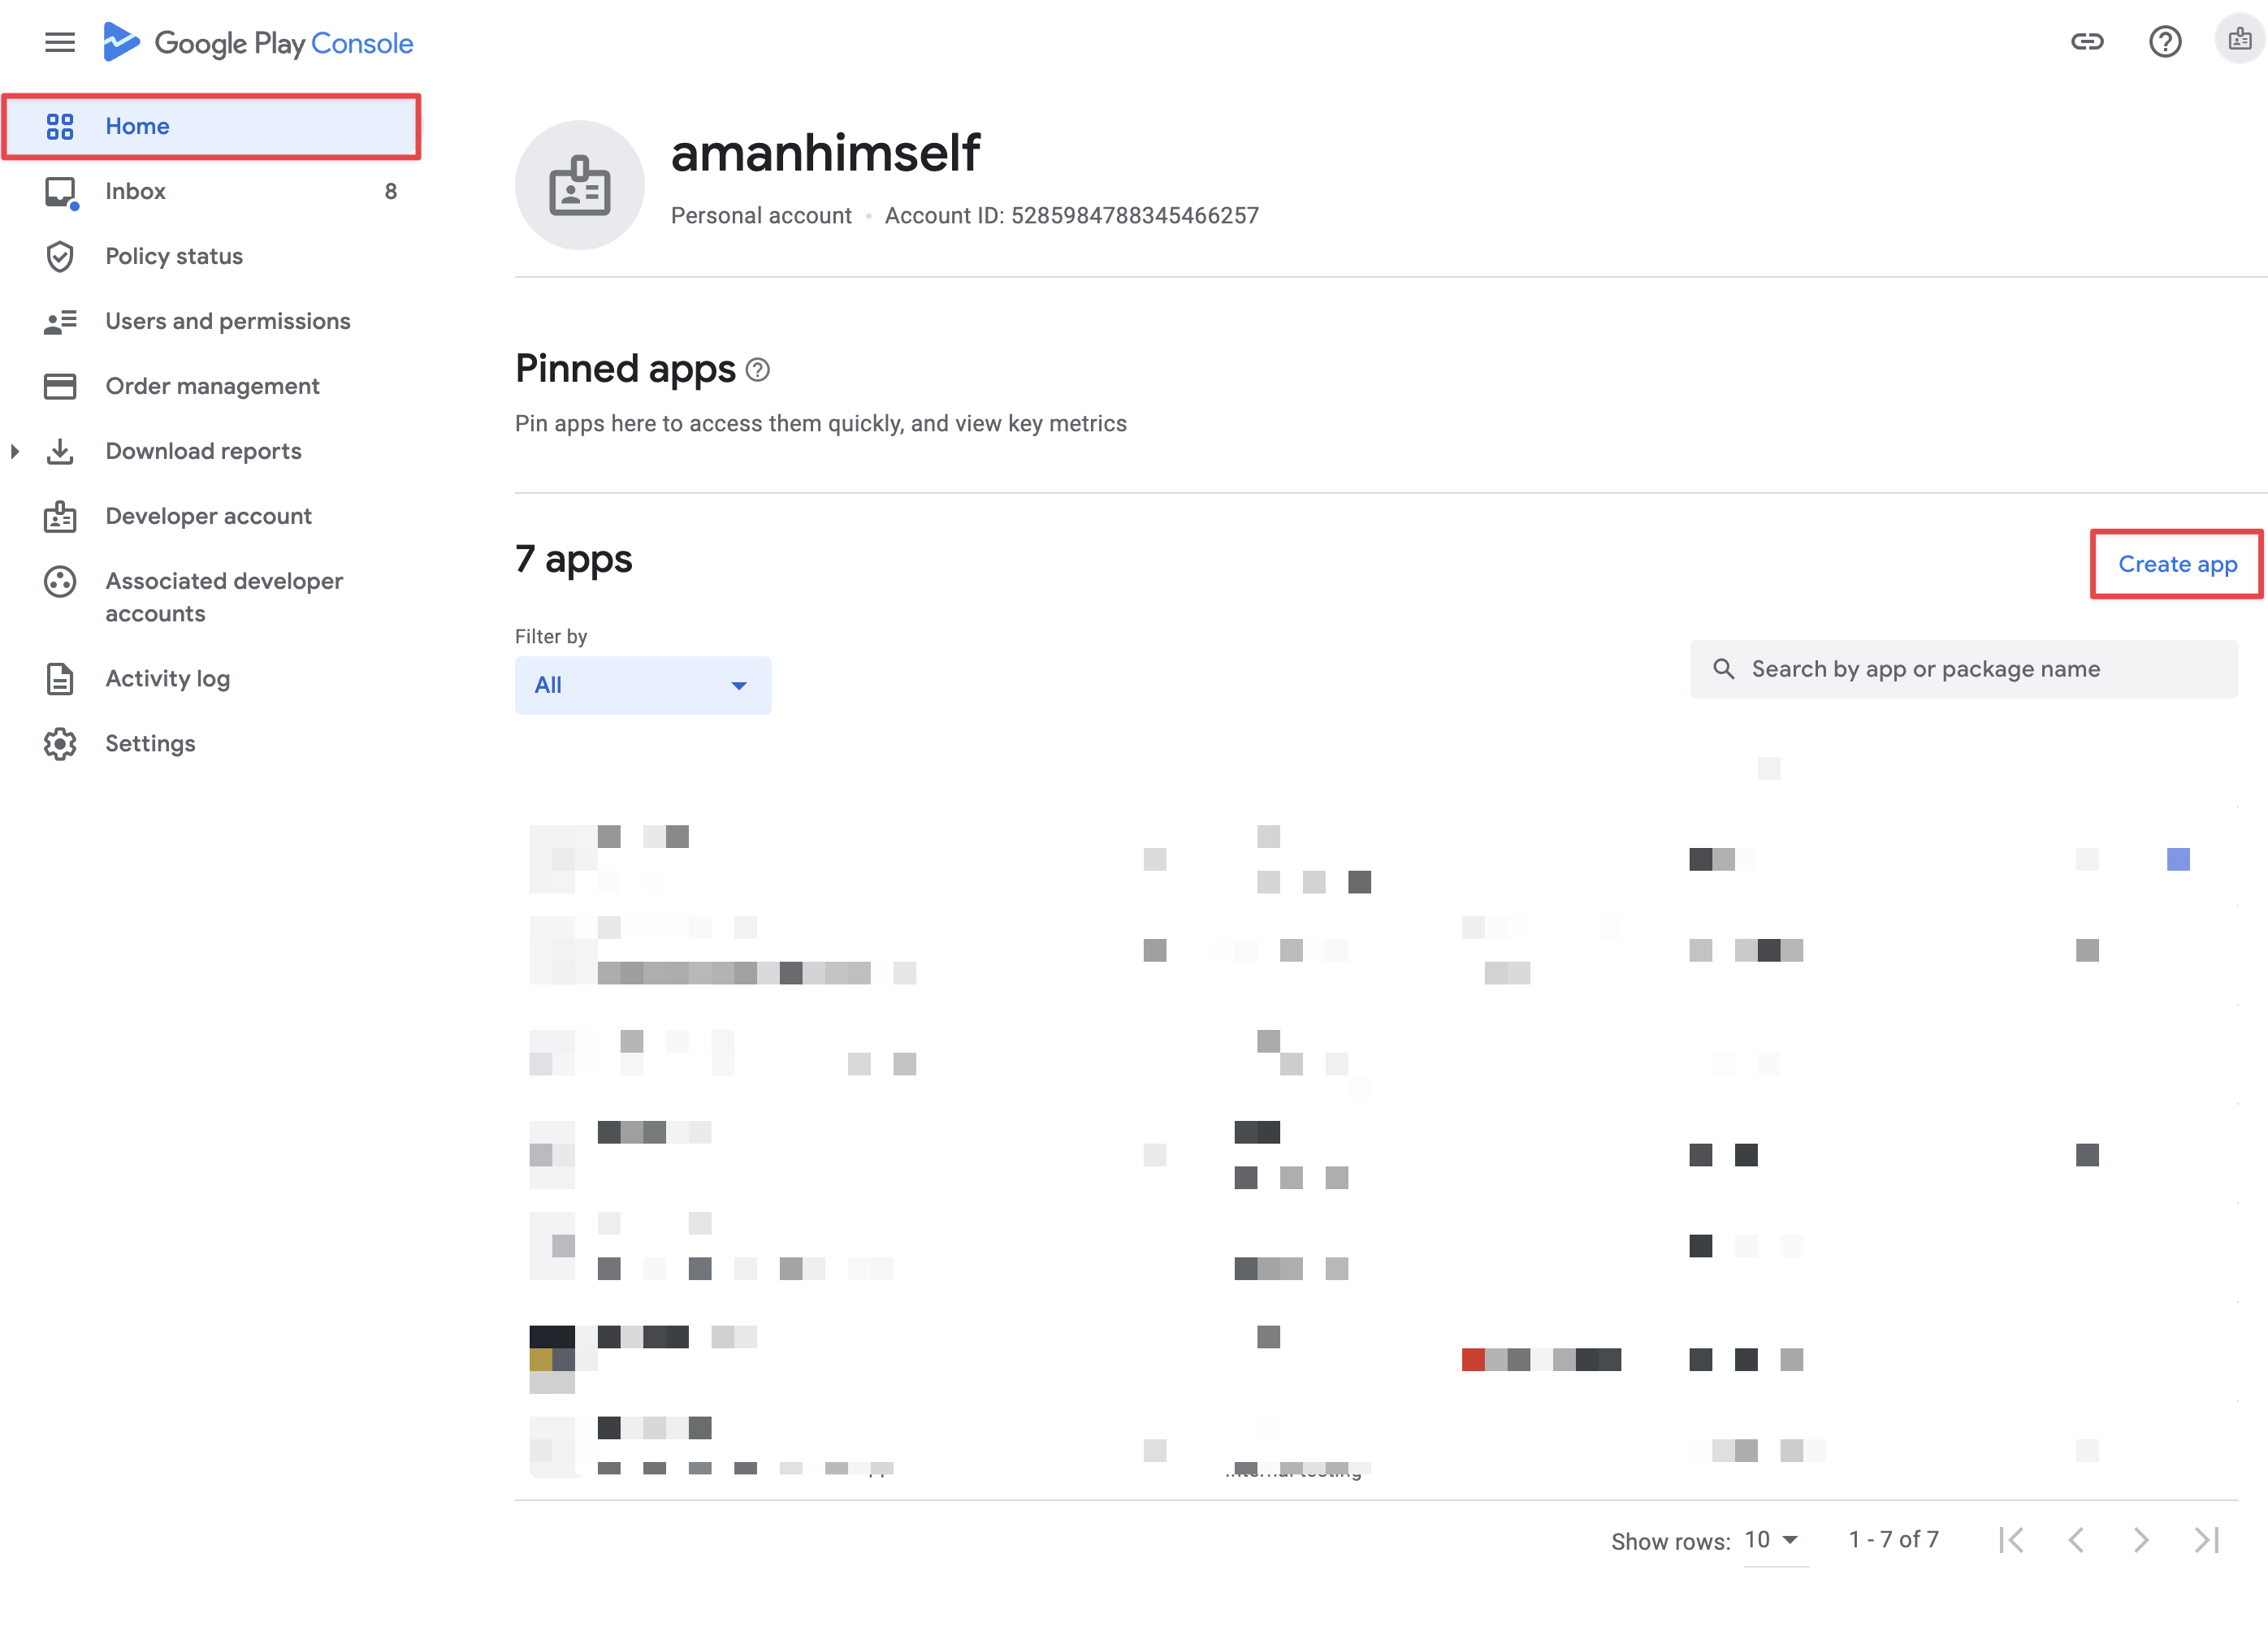 Google Play Console
Home
Inbox 8
Policy status
Users and permissions
Order management
Download reports
Developer account
Associated developer
accounts
Activity log
Settings
amanhimself
Personal account • Account ID: 5285984788345466257
Pinned apps
Pin apps here to access them quickly, and view key metrics
7 apps
Create app
Filter by
All
Search by app or package name
Show rows: 10
1 - 7 of 7